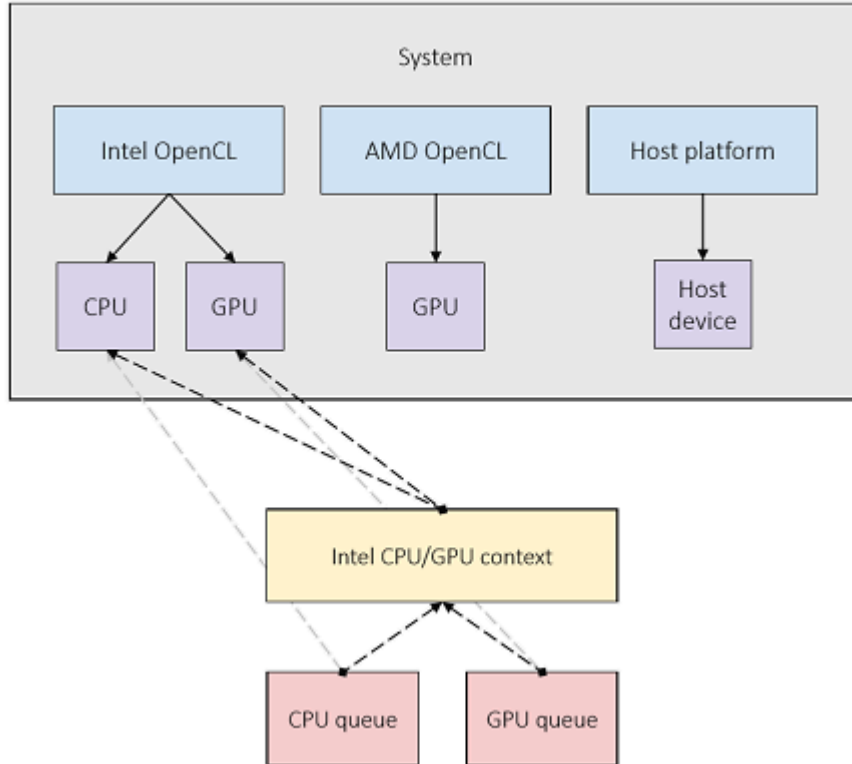 System
Intel OpenCL
AMD OpenCL
Host platform
CPU
GPU
GPU
Host
device
Intel CPU/GPU context
CPU queue
GPU queue